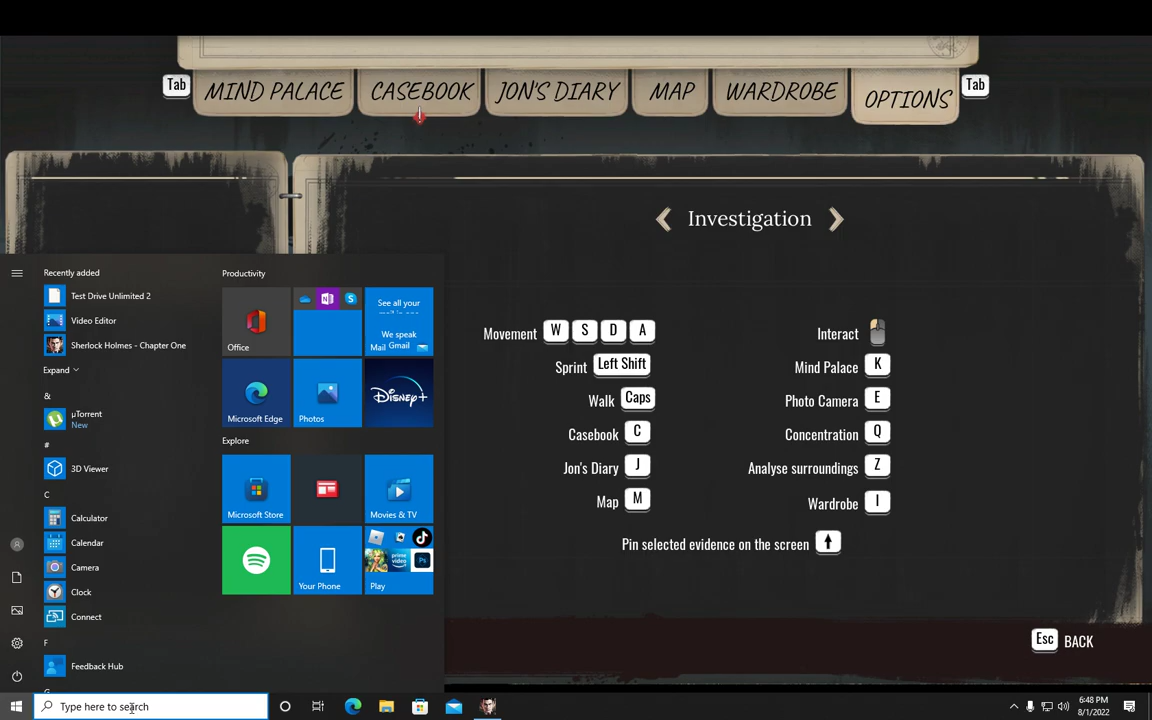 Tab
MIND PALACE
CASEBOOK
JON'S DIARY
MAP
WARDROBE
OPTIONS
Tab
Investigation
Movement W S D A
Sprint Left Shift
Walk Caps
Casebook C
Jon's Diary J
Map M
Interact
Mind Palace K
Photo Camera E
Concentration Q
Analyse surroundings Z
Wardrobe I
Pin selected evidence on the screen
Esc BACK
Recently added
Test Drive Unlimited 2
Video Editor
Sherlock Holmes - Chapter One
Expand
&
µTorrent
New
#
3D Viewer
C
Calculator
Calendar
Camera
Clock
Connect
F
Feedback Hub
Productivity
Office
See all your
We speak
Mail Gmail
Microsoft Edge
Photos
Disney+
Explore
Microsoft Store
Movies & TV
Your Phone
prime video
Ps
Play
Type here to search
6:48 PM
8/1/2022